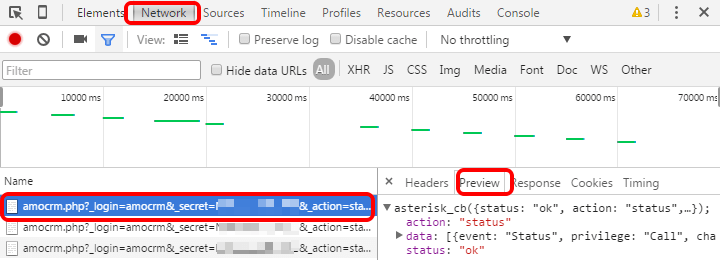 Elements Network Sources Timeline Profiles Resources Security Audits Console 3
View: Preserve log Disable cache No throttling
Filter Hide data URLs All XHR JS CSS Img Media Font Doc WS Other
10000 ms 20000 ms 30000 ms 40000 ms 50000 ms 60000 ms 70000 ms
Name
Headers Preview Response Cookies Timing
amocrm.php?_login=amocrm&_secret= &_action=sta...
asterisk_cb({status: "ok", action: "status",…});
action: "status"
amocrm.php?_login=amocrm&_secret= &_action=sta...
data: [{event: "Status", privilege: "Call", cha
amocrm.php?_login=amocrm&_secret= &_action=sta...
status: "ok"